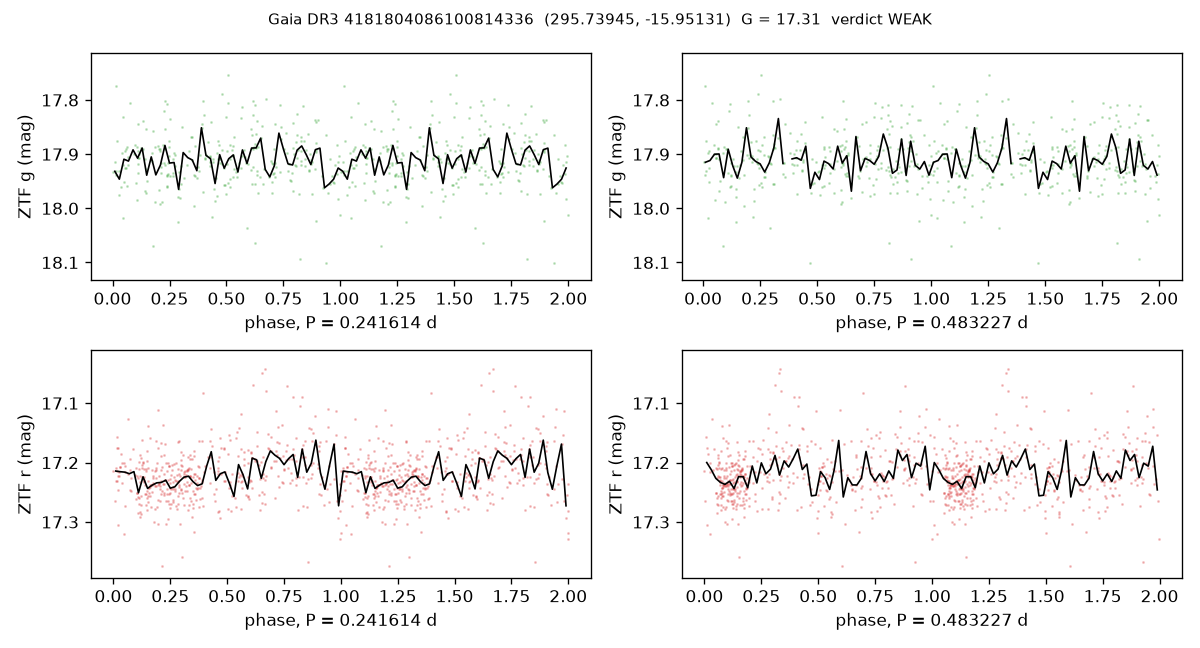 Gaia DR3 4181804086100814336  (295.73945, -15.95131)  G = 17.31  verdict WEAK
ZTF g (mag)
17.8
17.9
18.0
18.1
0.00 0.25 0.50 0.75 1.00 1.25 1.50 1.75 2.00
phase, P = 0.241614 d
ZTF g (mag)
17.8
17.9
18.0
18.1
0.00 0.25 0.50 0.75 1.00 1.25 1.50 1.75 2.00
phase, P = 0.483227 d
ZTF r (mag)
17.1
17.2
17.3
0.00 0.25 0.50 0.75 1.00 1.25 1.50 1.75 2.00
phase, P = 0.241614 d
ZTF r (mag)
17.1
17.2
17.3
0.00 0.25 0.50 0.75 1.00 1.25 1.50 1.75 2.00
phase, P = 0.483227 d